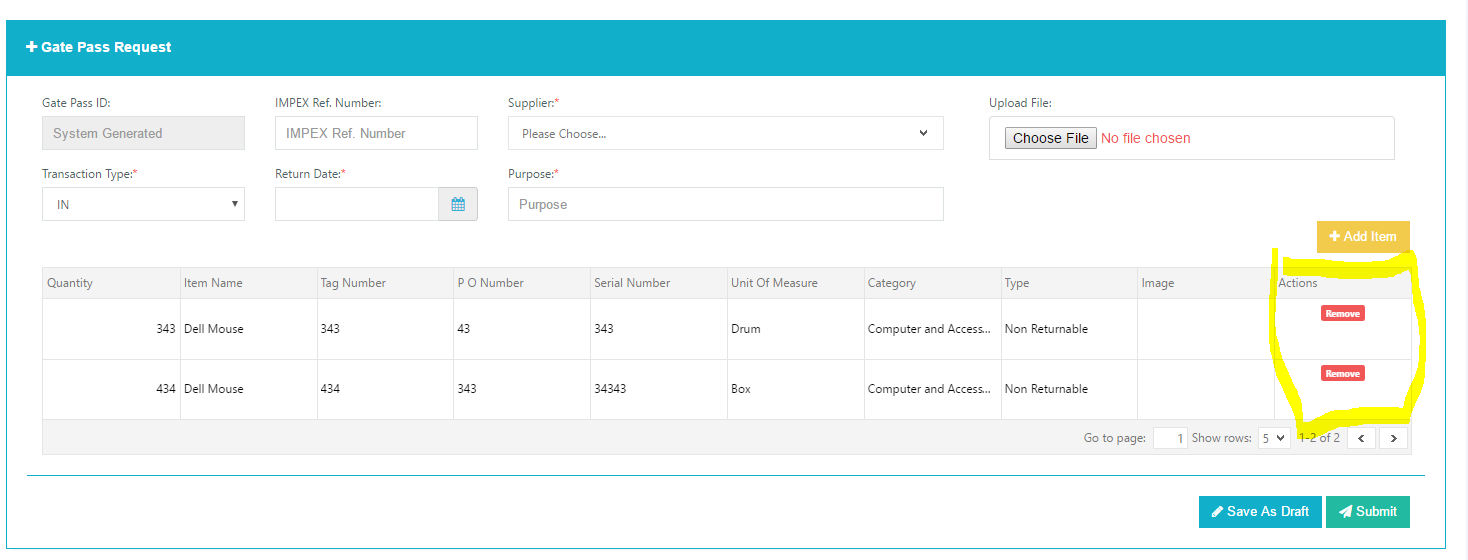 Gate Pass Request
Gate Pass ID: IMPEX Ref. Number: Supplier:* Upload File:
System Generated IMPEX Ref. Number Please Choose... Choose File No file chosen
Transaction Type:* Return Date:* Purpose:*
IN Purpose
Add Item
Quantity Item Name Tag Number P O Number Serial Number Unit Of Measure Category Type Image Actions
343 Dell Mouse 343 43 343 Drum Computer and Access... Non Returnable Remove
434 Dell Mouse 434 343 34343 Box Computer and Access... Non Returnable Remove
Go to page: 1 Show rows: 5 1-2 of 2
Save As Draft Submit